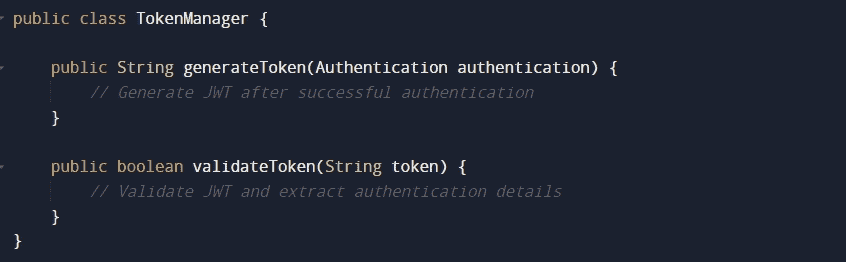 public class TokenManager {
public String generateToken(Authentication authentication) {
// Generate JWT after successful authentication
}
public boolean validateToken(String token) {
// Validate JWT and extract authentication details
}
}